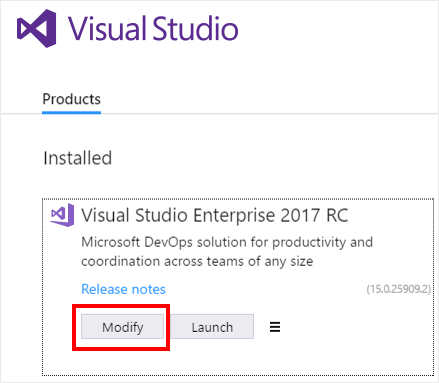 Visual Studio
Products
Installed
Visual Studio Enterprise 2017 RC
Microsoft DevOps solution for productivity and
coordination across teams of any size
Release notes
(15.0.25909.2)
Modify
Launch